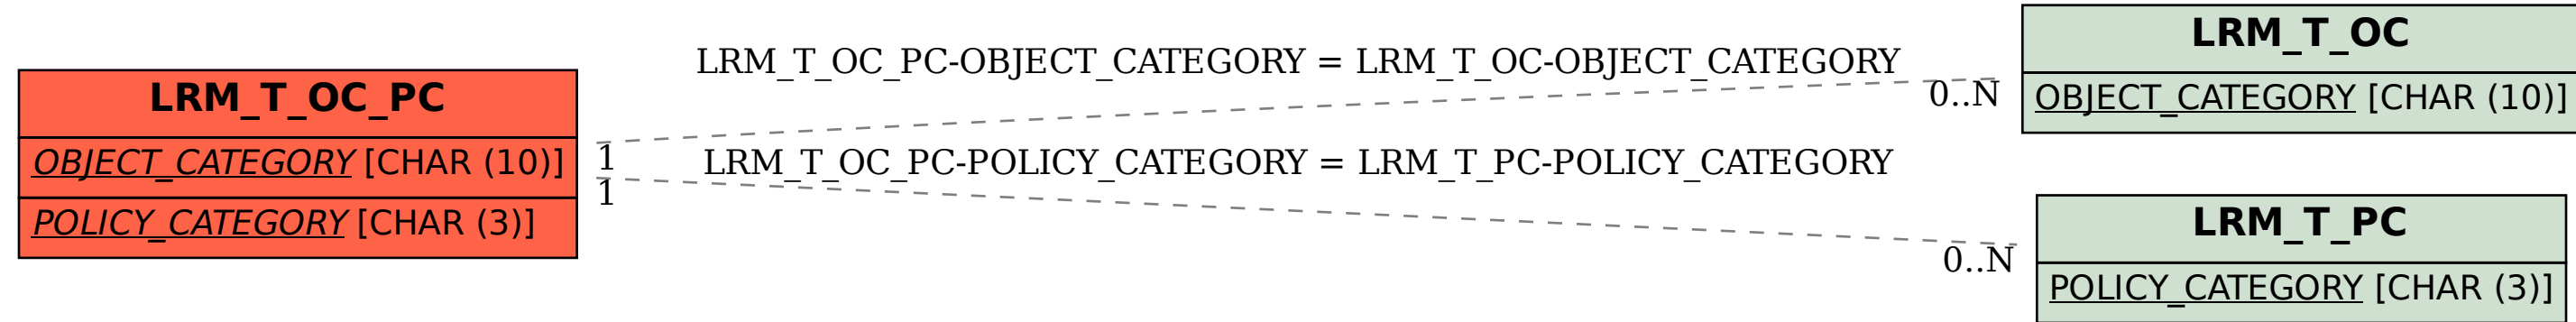 LRM_T_OC_PC
OBJECT_CATEGORY [CHAR (10)]
POLICY_CATEGORY [CHAR (3)]
LRM_T_OC_PC-OBJECT_CATEGORY = LRM_T_OC-OBJECT_CATEGORY
0..N
1
LRM_T_OC_PC-POLICY_CATEGORY = LRM_T_PC-POLICY_CATEGORY
1
0..N
LRM_T_OC
OBJECT_CATEGORY [CHAR (10)]
LRM_T_PC
POLICY_CATEGORY [CHAR (3)]